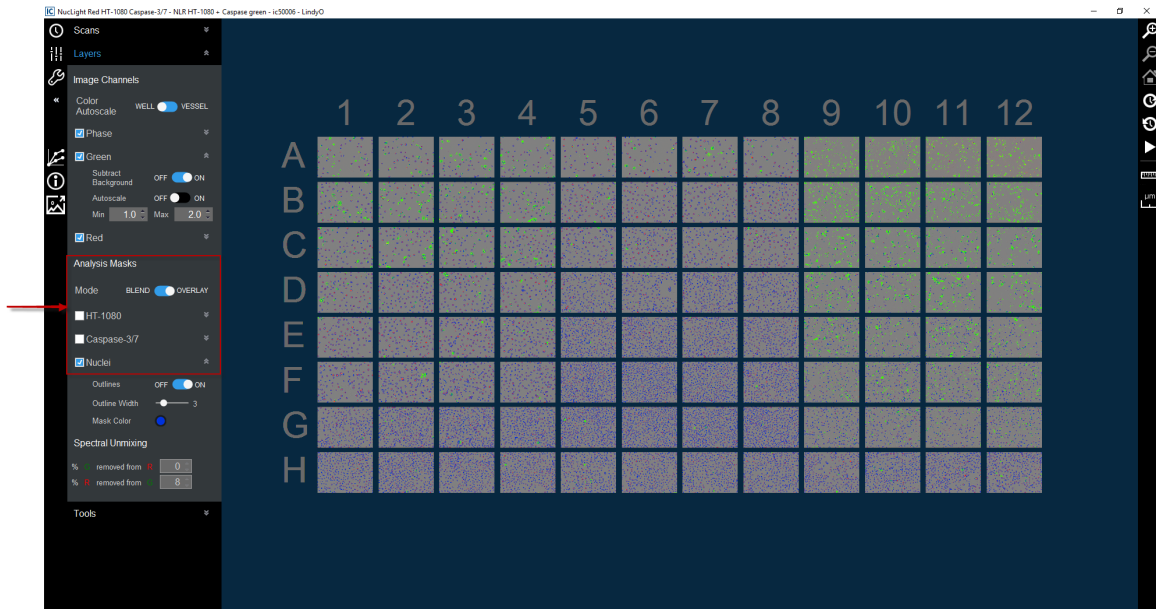 IC NucLight Red HT-1080 Caspase-3/7 - NLR HT-1080 + Caspase green - ic50006 - LindyO
Scans
Layers
Image Channels
Color Autoscale WELL VESSEL
Phase
Green
Subtract Background OFF ON
Autoscale OFF ON
Min 1.0 Max 2.0
Red
Analysis Masks
Mode BLEND OVERLAY
HT-1080
Caspase-3/7
Nuclei
Outlines OFF ON
Outline Width 3
Mask Color
Spectral Unmixing
% G removed from R 0
% R removed from G 8
Tools
1 2 3 4 5 6 7 8 9 10 11 12
A
B
C
D
E
F
G
H
µm